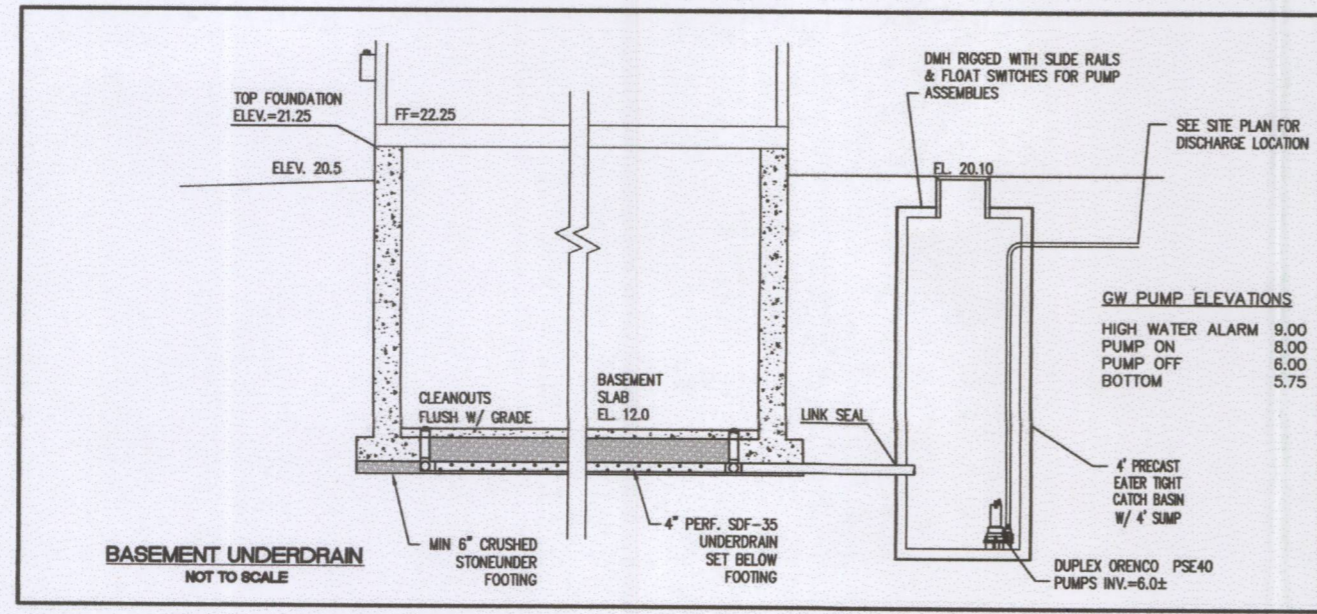 DMH RIGGED WITH SLIDE RAILS
& FLOAT SWITCHES FOR PUMP
ASSEMBLIES
TOP FOUNDATION
ELEV.=21.25
FF=22.25
SEE SITE PLAN FOR
DISCHARGE LOCATION
ELEV. 20.5
EL. 20.10
GW PUMP ELEVATIONS
HIGH WATER ALARM 9.00
PUMP ON 8.00
PUMP OFF 6.00
BOTTOM 5.75
CLEANOUTS
FLUSH W/ GRADE
BASEMENT
SLAB
EL. 12.0
LINK SEAL
4' PRECAST
EATER TIGHT
CATCH BASIN
W/ 4' SUMP
4" PERF. SDF-35
UNDERDRAIN
SET BELOW
FOOTING
MIN 6" CRUSHED
STONEUNDER
FOOTING
BASEMENT UNDERDRAIN
NOT TO SCALE
DUPLEX ORENCO PSE40
PUMPS INV.=6.0±